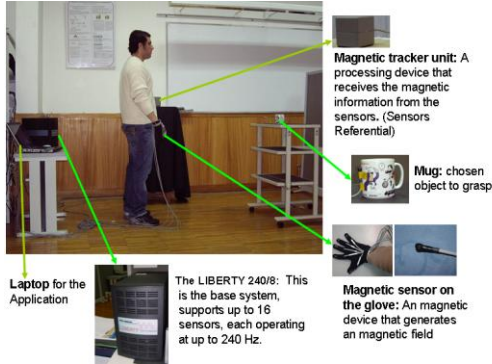 Magnetic tracker unit: A
processing device that
receives the magnetic
information from the
sensors. (Sensors
Referential)
Mug: chosen
object to grasp
Laptop for the
Application
The LIBERTY 240/8: This
is the base system,
supports up to 16
sensors, each operating
at up to 240 Hz.
Magnetic sensor on
the glove: An magnetic
device that generates
an magnetic field